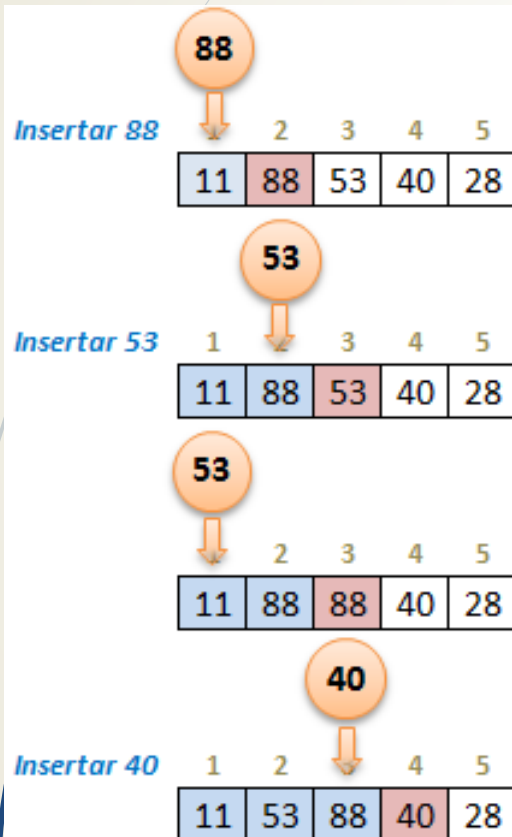 88
Insertar 88 2 3 4 5
11 88 53 40 28
53
Insertar 53 1 3 4 5
11 88 53 40 28
53
2 3 4 5
11 88 88 40 28
40
Insertar 40 1 2 4 5
11 53 88 40 28